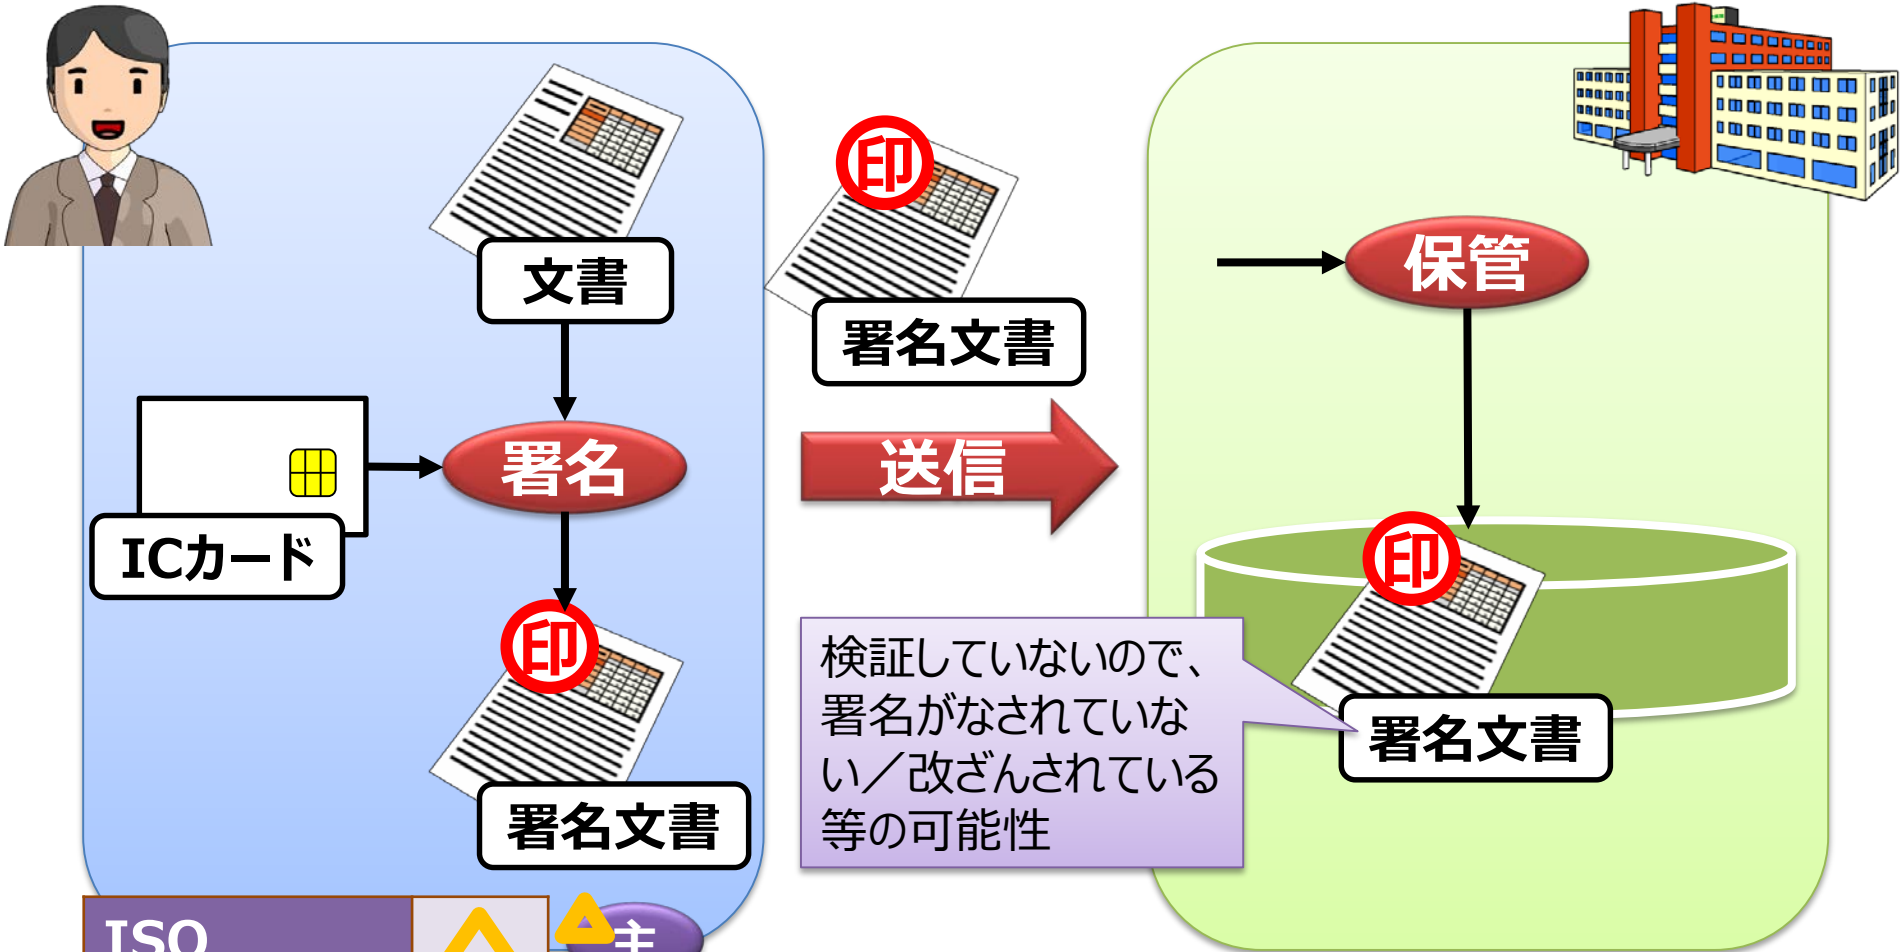 文書
印
署名文書
保管
署名
送信
ICカード
印
署名文書
印
署名文書
検証していないので、
署名がなされていな
い／改ざんされている
等の可能性
ISO
主